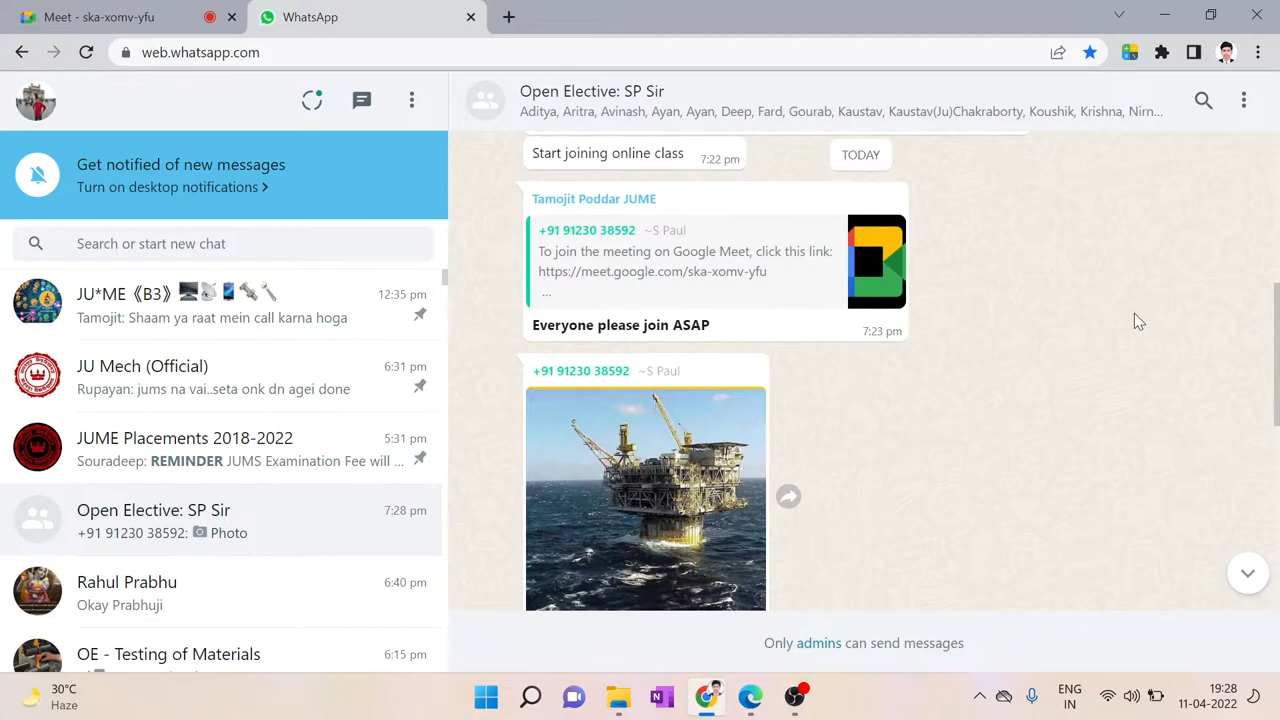 Meet - ska-xomv-yfu
WhatsApp
web.whatsapp.com
Open Elective: SP Sir
Aditya, Aritra, Avinash, Ayan, Ayan, Deep, Fard, Gourab, Kaustav, Kaustav(Ju)Chakraborty, Koushik, Krishna, Nirn...
Get notified of new messages
Turn on desktop notifications >
Search or start new chat
JU*ME《B3》
12:35 pm
Tamojit: Shaam ya raat mein call karna hoga
JU Mech (Official)
6:31 pm
Rupayan: jums na vai..seta onk dn agei done
JUME Placements 2018-2022
5:31 pm
Souradeep: REMINDER JUMS Examination Fee will ...
Open Elective: SP Sir
7:28 pm
+91 91230 38592: Photo
Rahul Prabhu
6:40 pm
Okay Prabhuji
OE - Testing of Materials
6:15 pm
Start joining online class
7:22 pm
TODAY
Tamojit Poddar JUME
+91 91230 38592 ~S Paul
To join the meeting on Google Meet, click this link:
https://meet.google.com/ska-xomv-yfu
...
Everyone please join ASAP
7:23 pm
+91 91230 38592 ~S Paul
Only admins can send messages
30°C
Haze
ENG
IN
19:28
11-04-2022